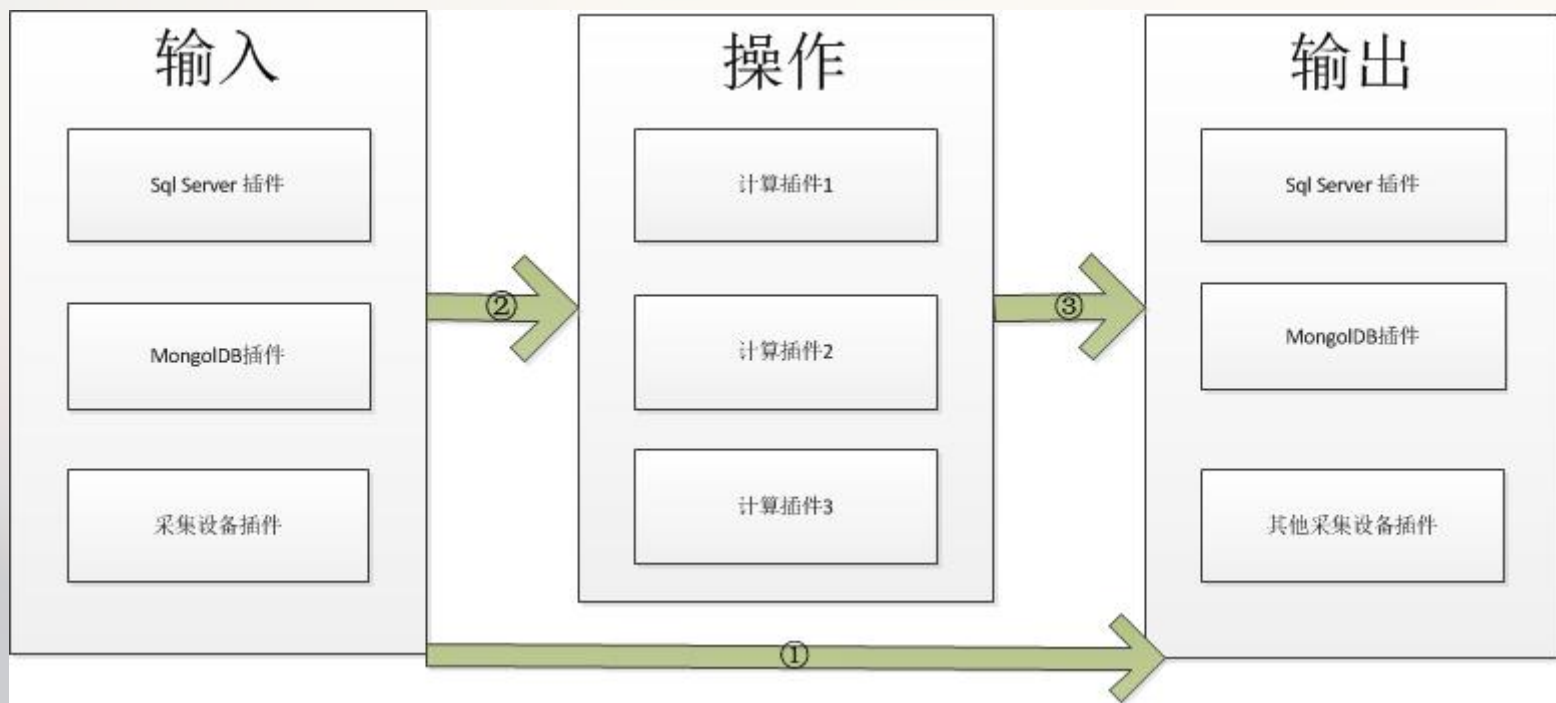 输入
Sql Server 插件
MongolDB插件
采集设备插件
②
操作
计算插件1
计算插件2
计算插件3
③
输出
Sql Server 插件
MongolDB插件
其他采集设备插件
①